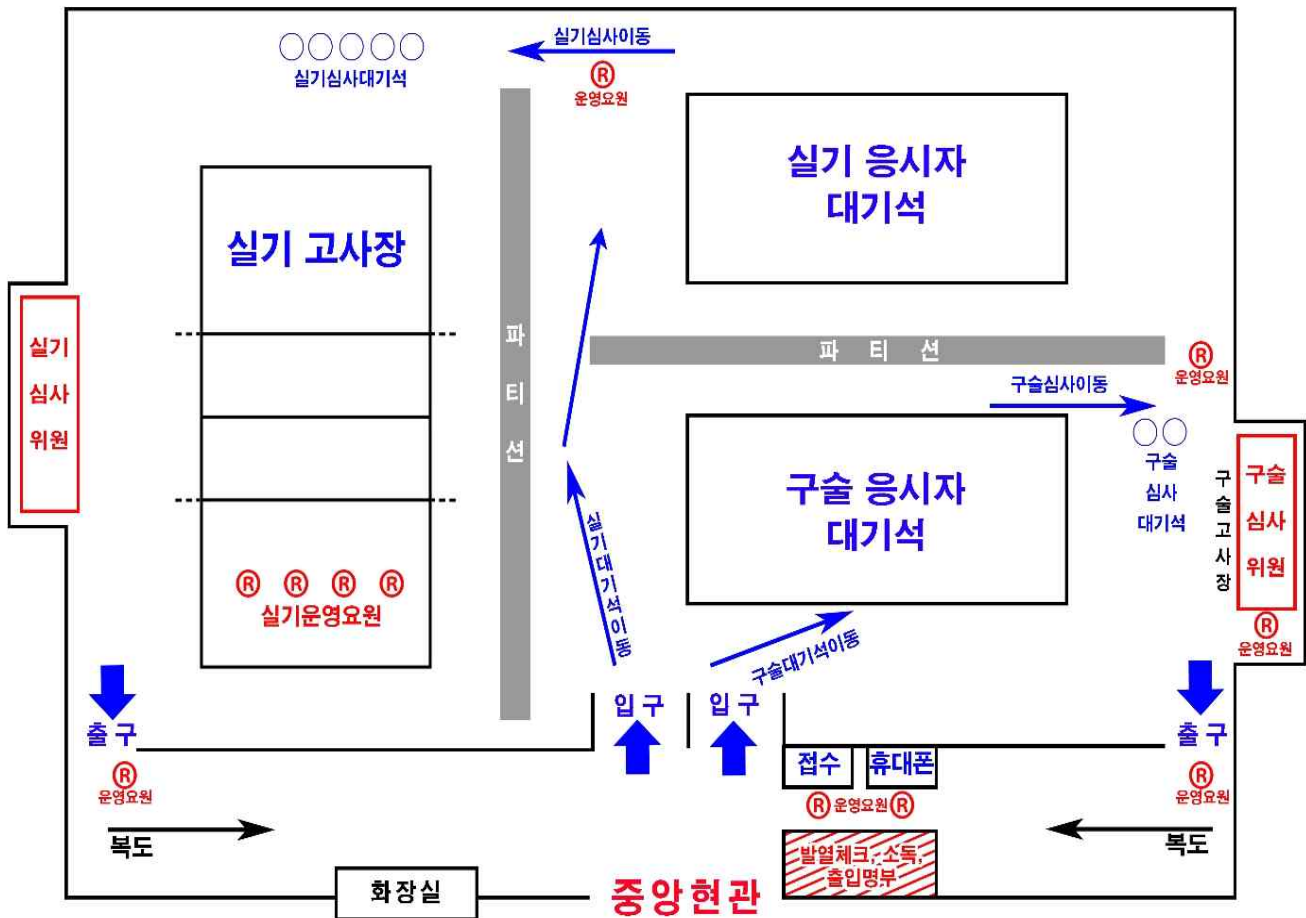 실기심사이동
실기심사대기석
Ⓡ
운영요원
실기 응시자
대기석
실기 고사장
파티션
파 티 션
Ⓡ
운영요원
실기
심사
위원
구술심사이동
구술
심사
대기석
구술고사장
구술
심사
위원
구술 응시자
대기석
실기대기석이동
Ⓡ Ⓡ Ⓡ Ⓡ
실기운영요원
구술대기석이동
Ⓡ
운영요원
입 구
입 구
출 구
출 구
접수
휴대폰
Ⓡ
운영요원
Ⓡ 운영요원 Ⓡ
Ⓡ
운영요원
복도
복도
발열체크, 소독,
출입명부
화장실
중앙현관